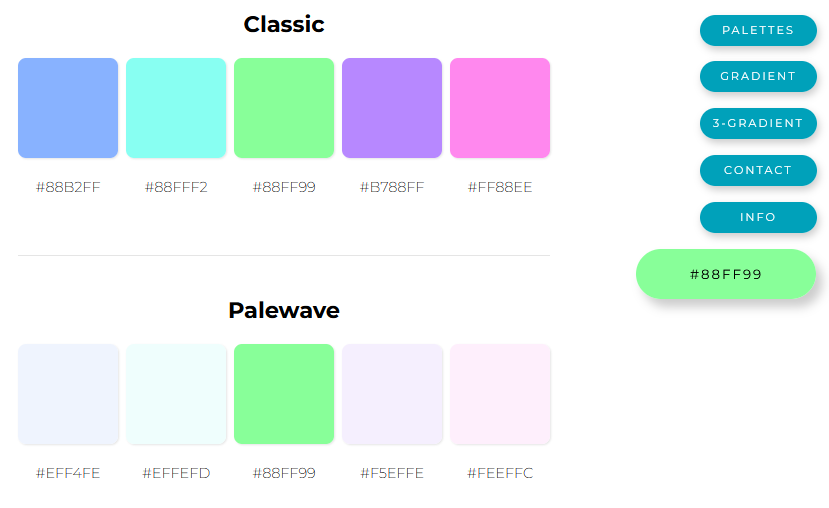 Classic
#88B2FF #88FFF2 #88FF99 #B788FF #FF88EE
Palewave
#EFF4FE #EFFEFD #88FF99 #F5EFFE #FEEFFC
PALETTES
GRADIENT
3-GRADIENT
CONTACT
INFO
#88FF99